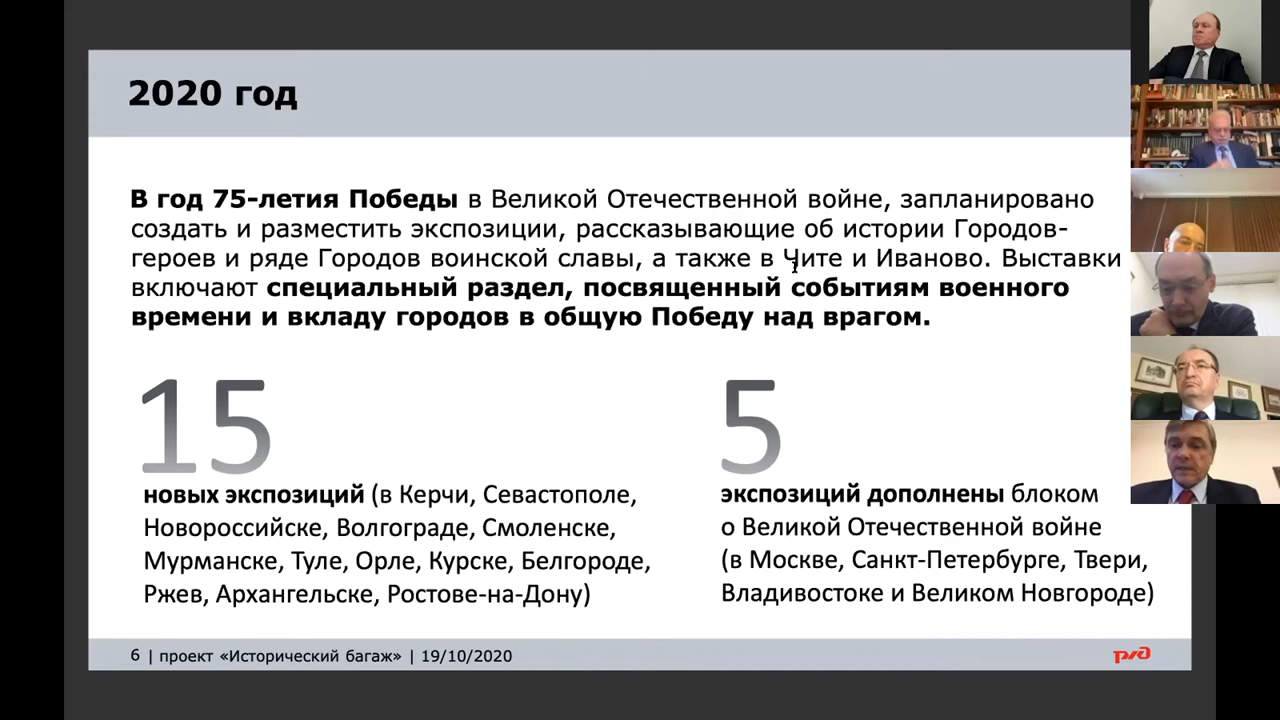 2020 год
В год 75-летия Победы в Великой Отечественной войне, запланировано
создать и разместить экспозиции, рассказывающие об истории Городов-
героев и ряде Городов воинской славы, а также в Чите и Иваново. Выставки
включают специальный раздел, посвященный событиям военного
времени и вкладу городов в общую Победу над врагом.
15
новых экспозиций (в Керчи, Севастополе,
Новороссийске, Волгограде, Смоленске,
Мурманске, Туле, Орле, Курске, Белгороде,
Ржев, Архангельске, Ростове-на-Дону)
5
экспозиций дополнены блоком
о Великой Отечественной войне
(в Москве, Санкт-Петербурге, Твери,
Владивостоке и Великом Новгороде)
6 | проект «Исторический багаж» | 19/10/2020
ржд